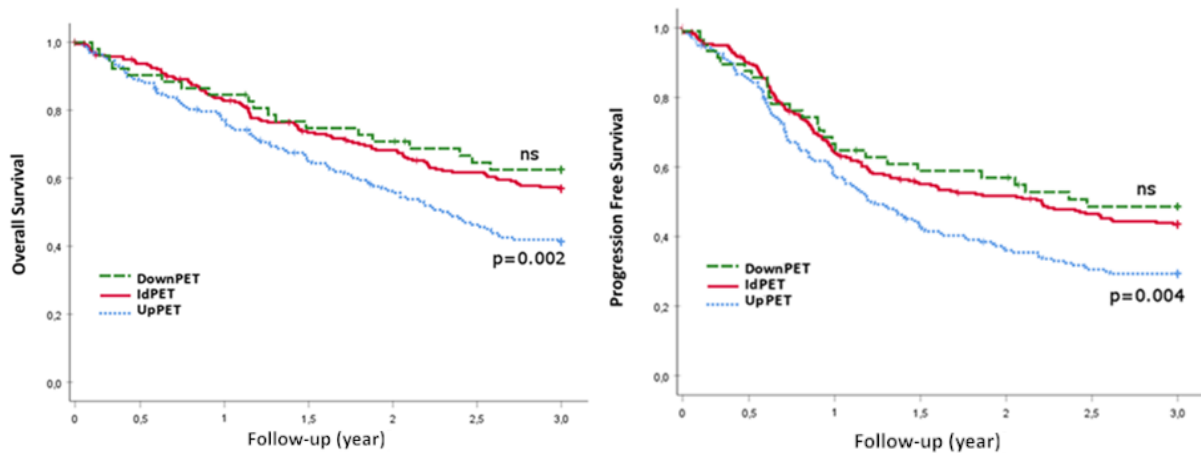 Overall Survival
1,0
0,8
0,6
0,4
0,2
0,0
ns
p=0.002
DownPET
IdPET
UpPET
0 0,5 1 1,5 2 2,5 3,0
Follow-up (year)
Progression Free Survival
1,0
0,8
0,6
0,4
0,2
0,0
ns
p=0.004
DownPET
IdPET
UpPET
0 0,5 1 1,5 2 2,5 3,0
Follow-up (year)